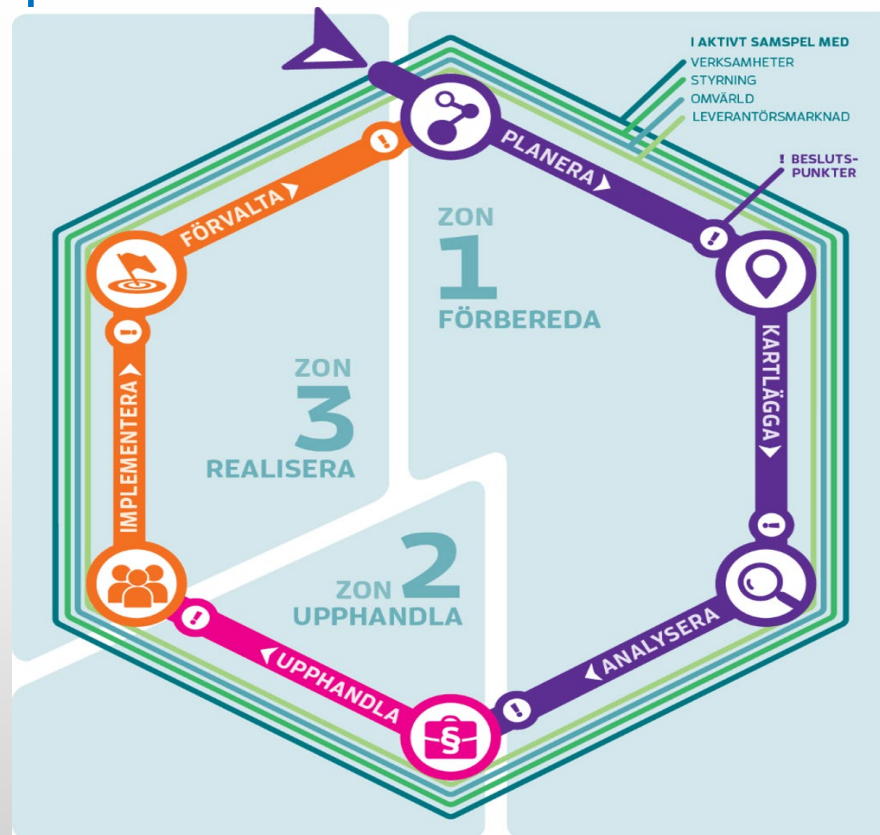 I AKTIVT SAMSPEL MED
VERKSAMHETER
STYRNING
OMVÄRLD
LEVERANTÖRSMARKNAD
! BESLUTS-
PUNKTER
PLANERA
!
KARTLÄGGA
!
ANALYSERA
!
UPPHANDLA
§
!
IMPLEMENTERA
!
FÖRVALTA
!
ZON
1
FÖRBEREDA
ZON
3
REALISERA
ZON 2
UPPHANDLA